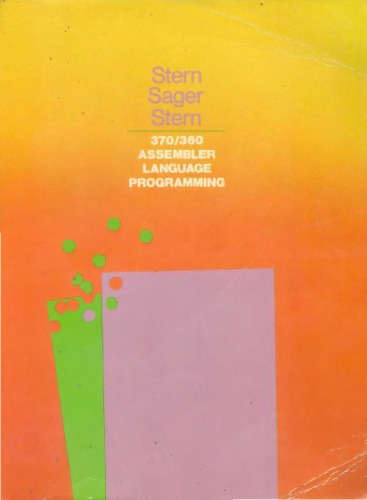 Stern
Sager
Stern
370/360
ASSEMBLER
LANGUAGE
PROGRAMMING